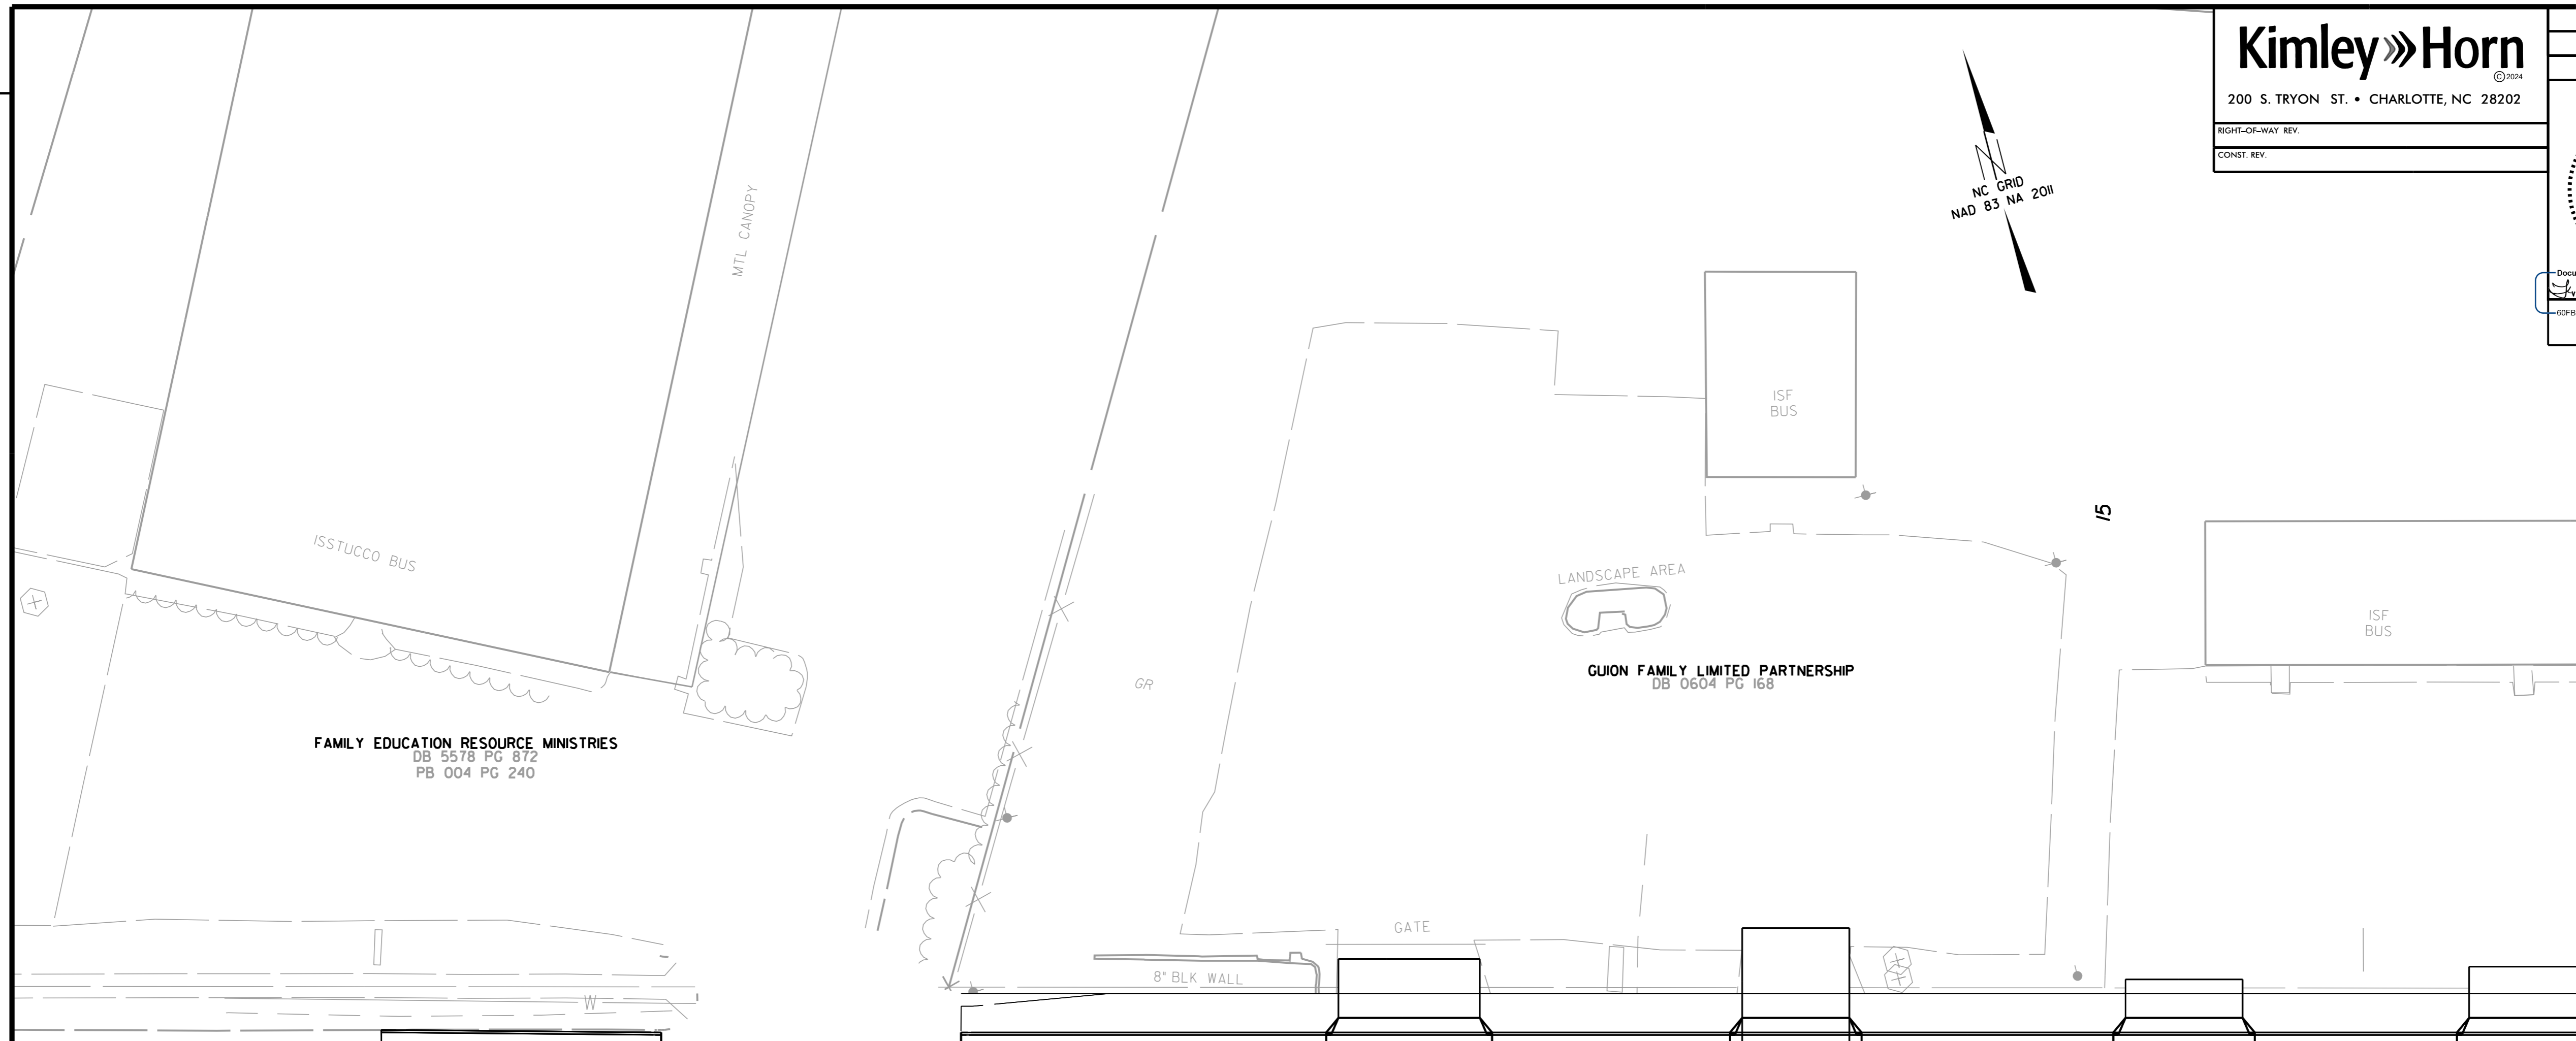 Kimley Horn
© 2024
200 S. TRYON ST. • CHARLOTTE, NC 28202
RIGHT-OF-WAY REV.
CONST. REV.
NC GRID
NAD 83 NA 2011
Docu
60FB
MTL CANOPY
ISF
BUS
15
ISSTUCCO BUS
LANDSCAPE AREA
ISF
BUS
GUION FAMILY LIMITED PARTNERSHIP
DB 0604 PG 168
GR
FAMILY EDUCATION RESOURCE MINISTRIES
DB 5578 PG 872
PB 004 PG 240
GATE
8" BLK WALL
W